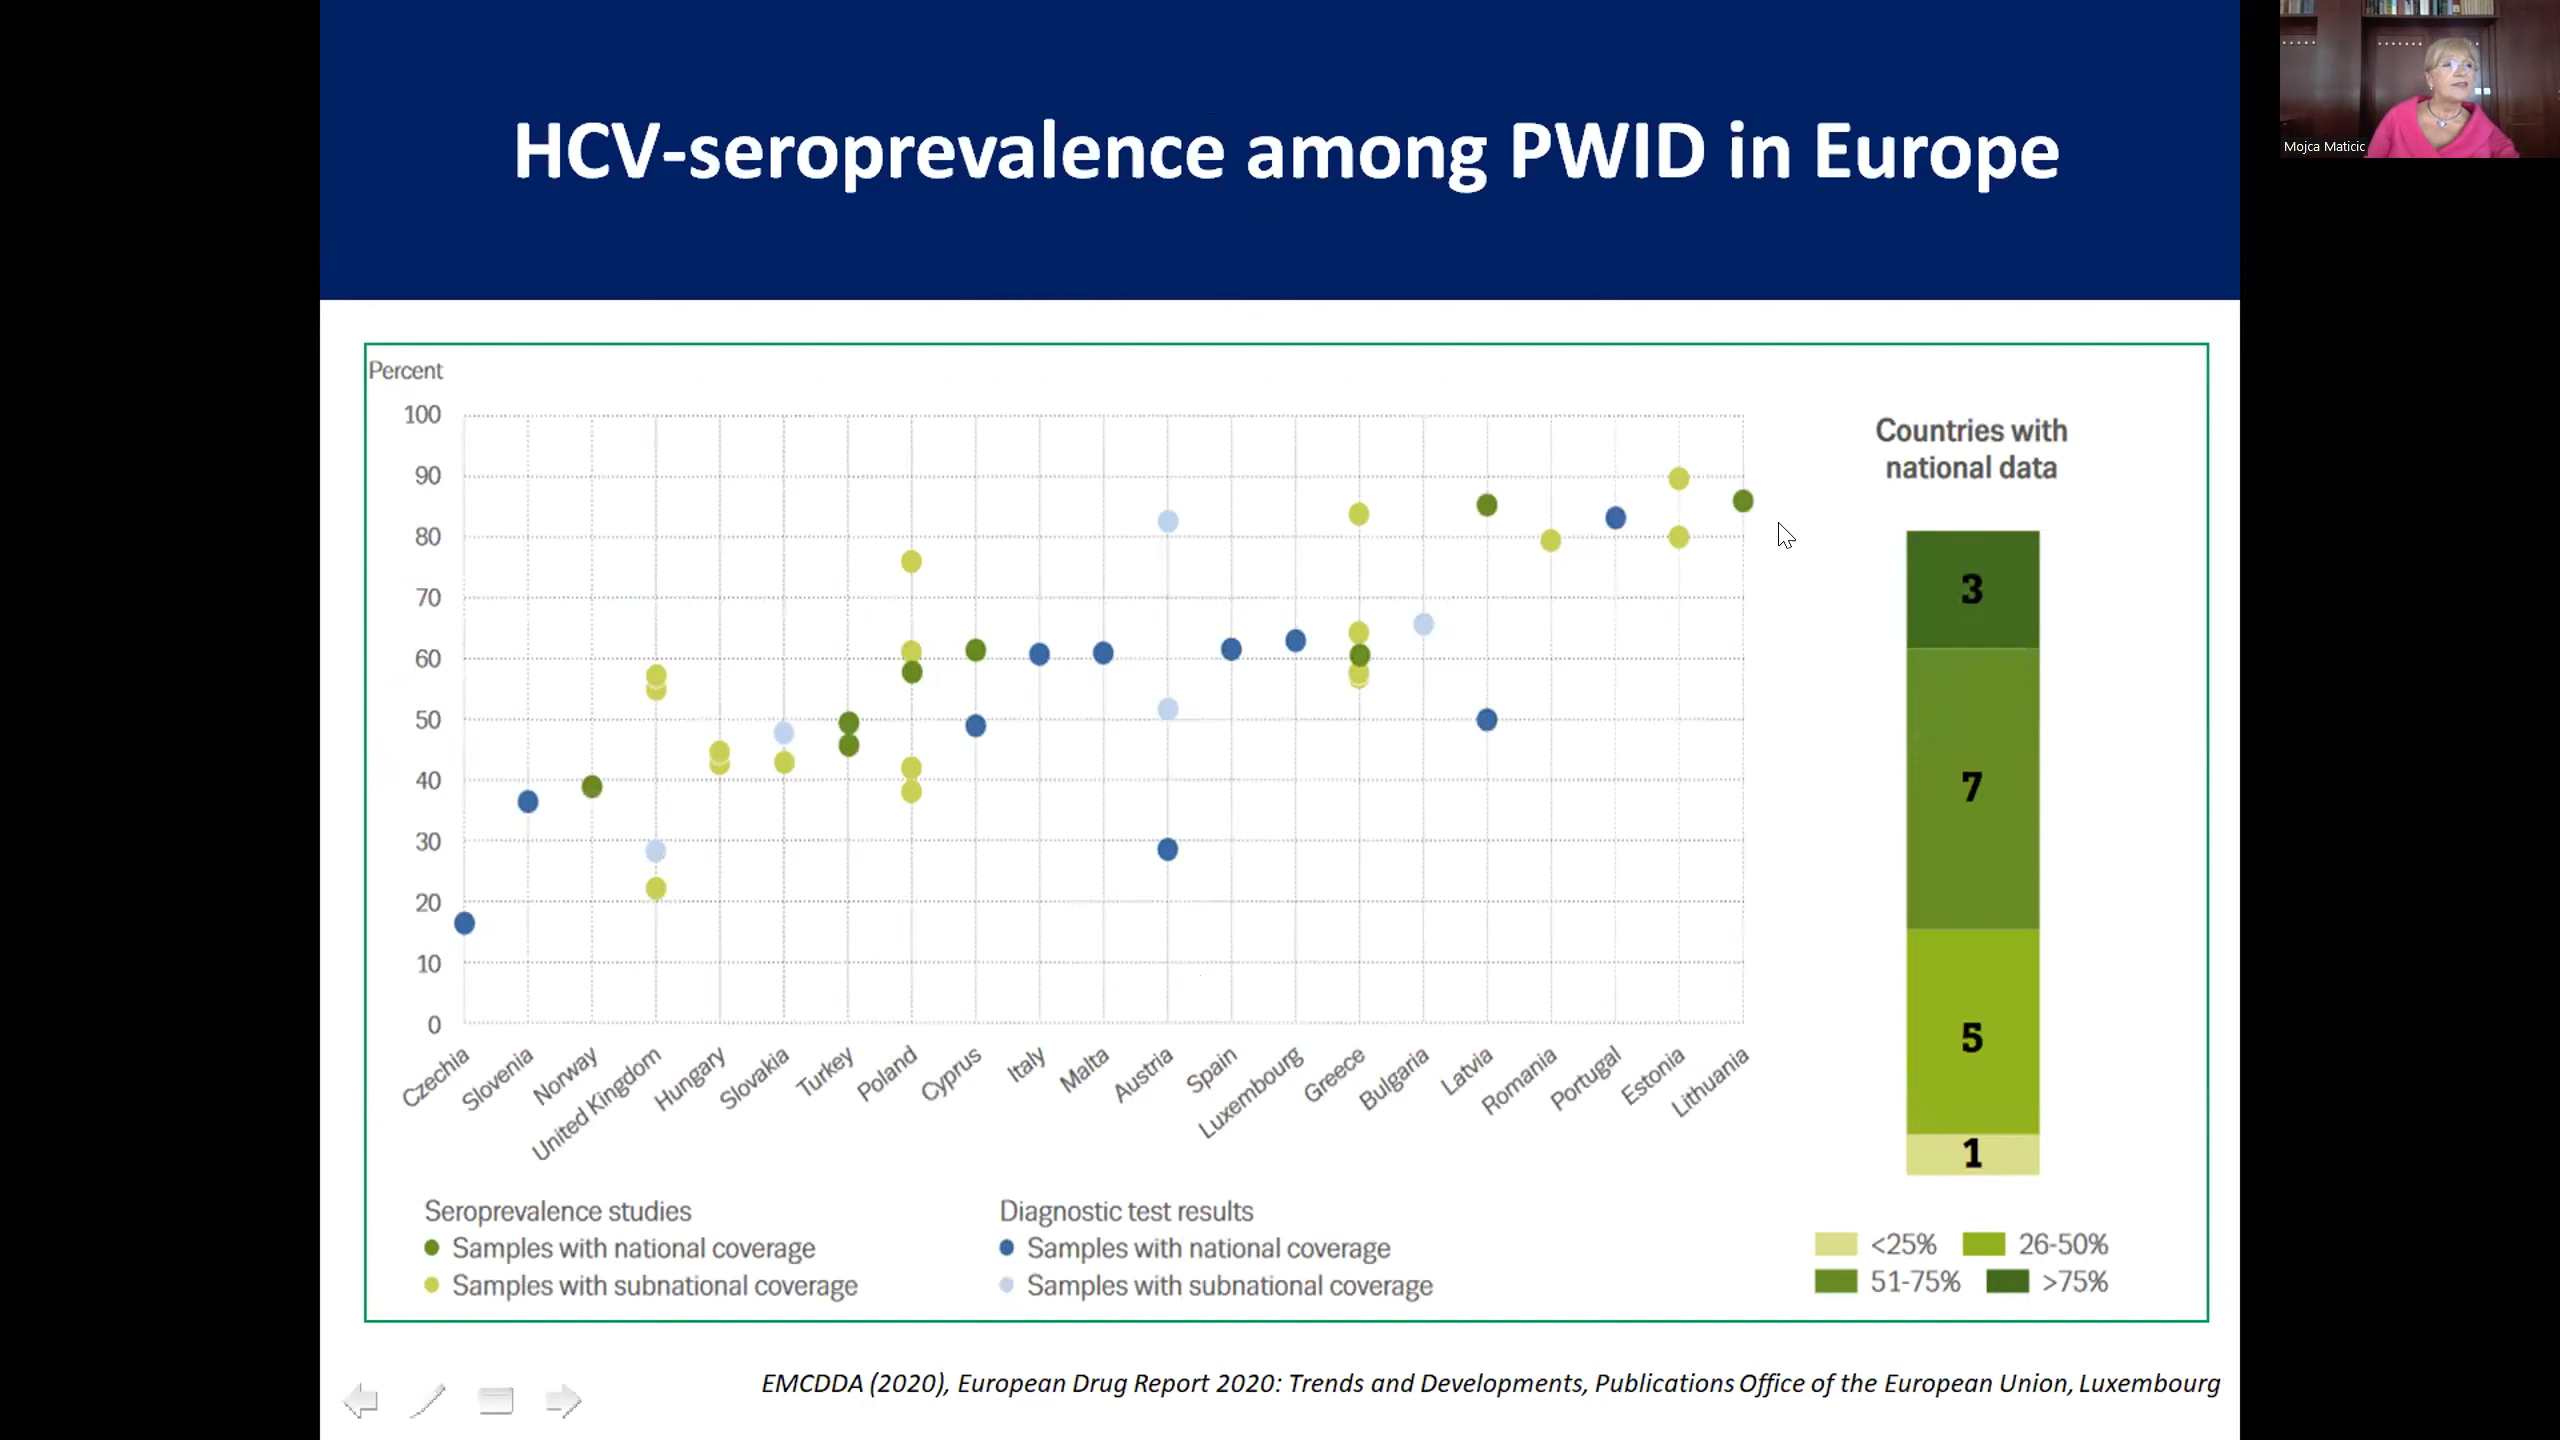 HCV-seroprevalence among PWID in Europe
Mojca Maticic
Percent
100
90
80
70
60
50
40
30
20
10
0
Czechia
Slovenia
Norway
United Kingdom
Hungary
Slovakia
Turkey
Poland
Cyprus
Italy
Malta
Austria
Spain
Luxembourg
Greece
Bulgaria
Latvia
Romania
Portugal
Estonia
Lithuania
Countries with
national data
3
7
5
1
<25% 26-50%
51-75% >75%
Seroprevalence studies
Samples with national coverage
Samples with subnational coverage
Diagnostic test results
Samples with national coverage
Samples with subnational coverage
EMCDDA (2020), European Drug Report 2020: Trends and Developments, Publications Office of the European Union, Luxembourg